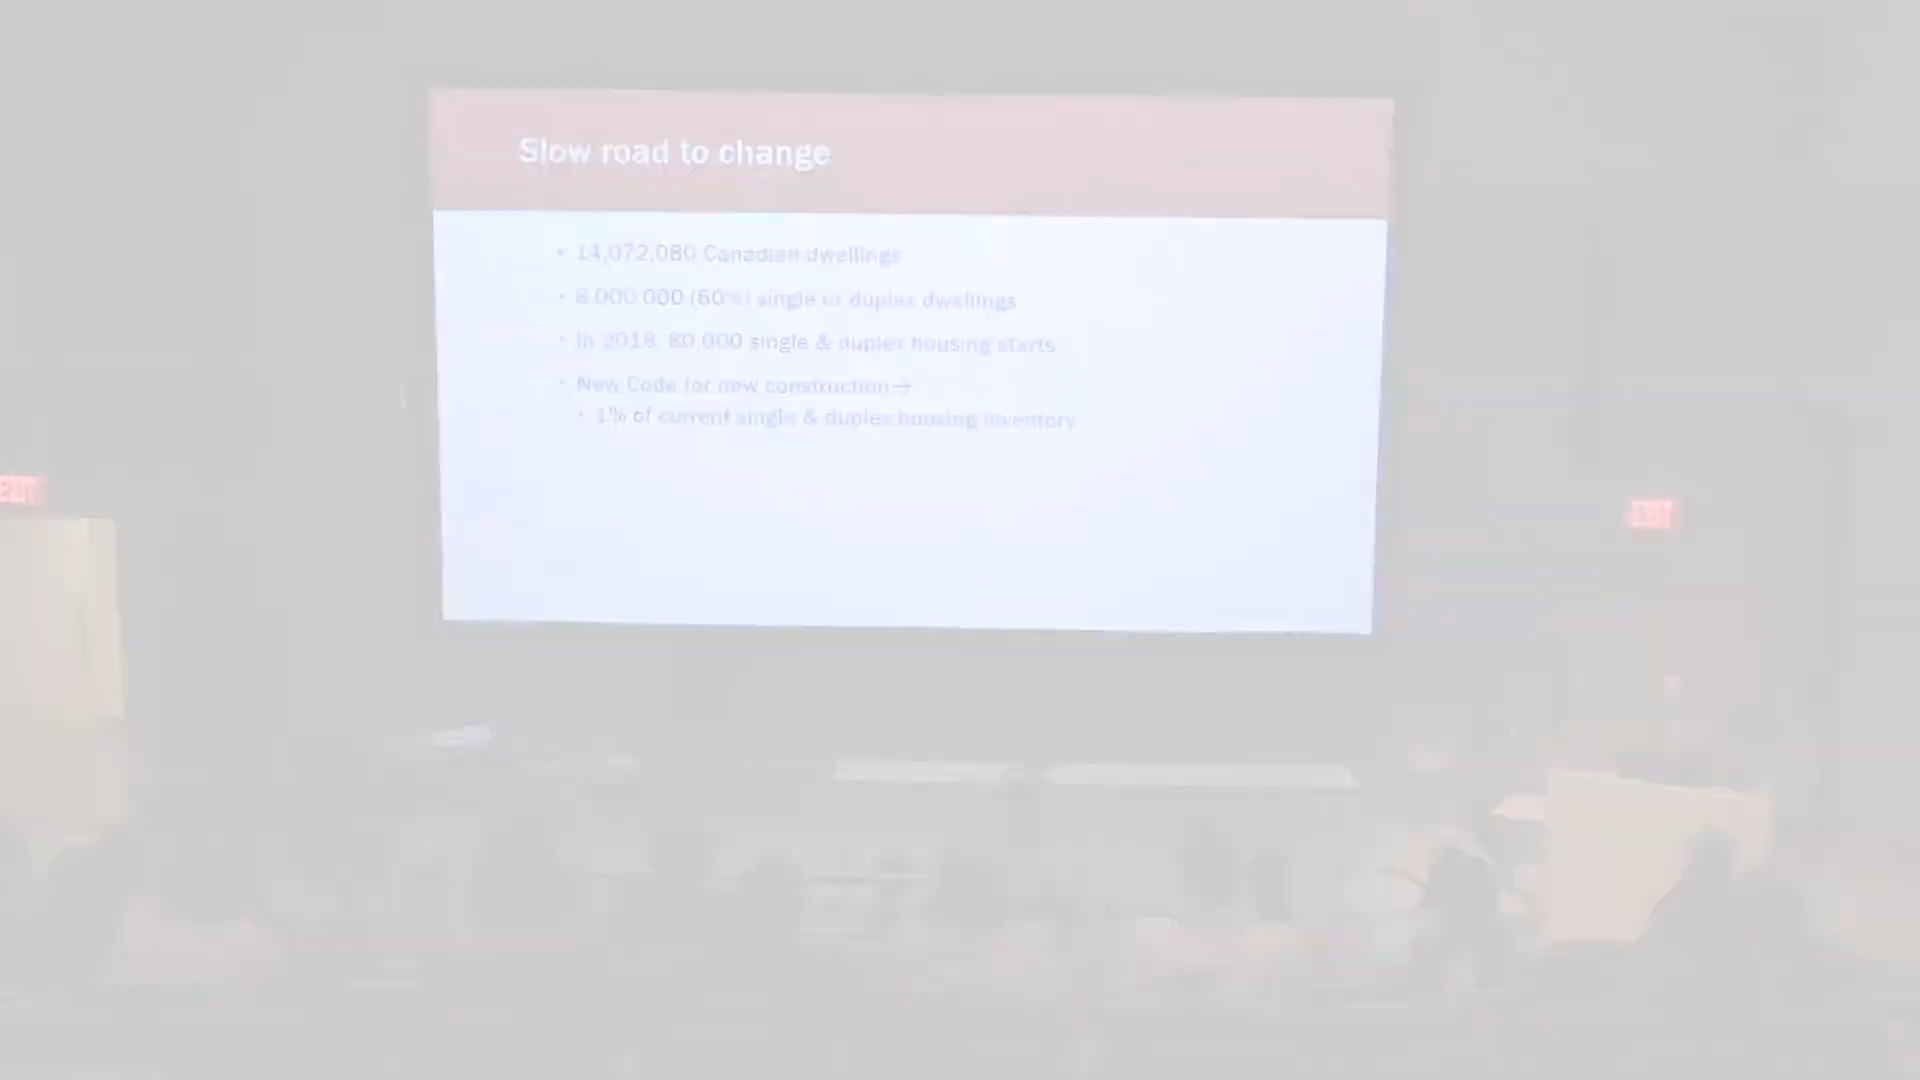 Slow road to change
• 14,072,080 Canadian dwellings
• 8,000,000 (60%) single or duplex dwellings
• In 2018, 80,000 single & duplex housing starts
• New Code for new construction→
• 1% of current single & duplex housing inventory